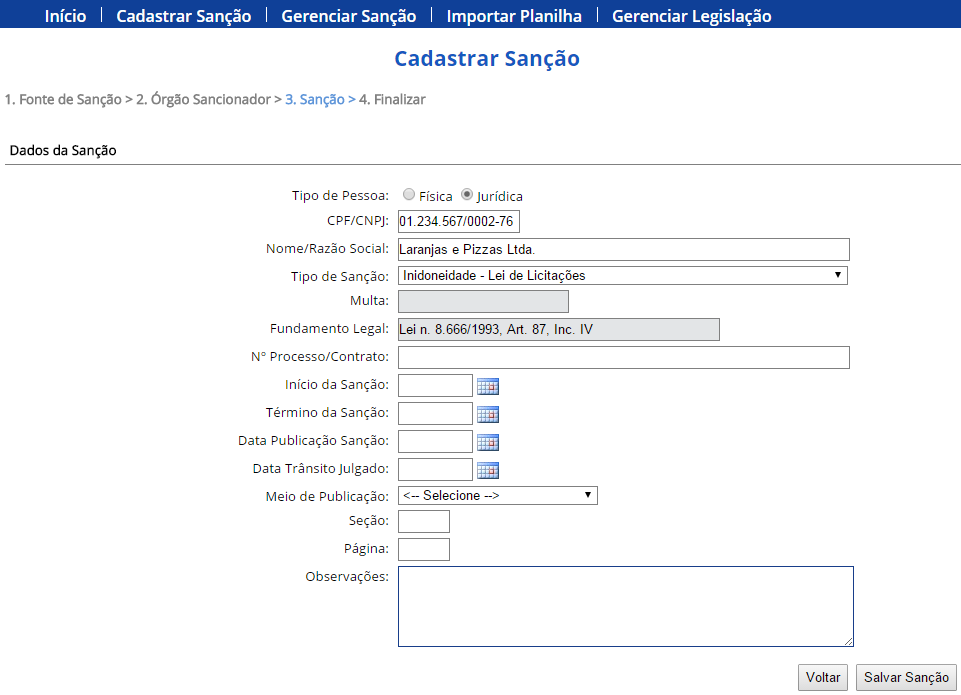 Início | Cadastrar Sanção | Gerenciar Sanção | Importar Planilha | Gerenciar Legislação
Cadastrar Sanção
1. Fonte de Sanção > 2. Órgão Sancionador > 3. Sanção > 4. Finalizar
Dados da Sanção
Tipo de Pessoa: Física Jurídica
CPF/CNPJ: 01.234.567/0002-76
Nome/Razão Social: Laranjas e Pizzas Ltda.
Tipo de Sanção: Inidoneidade - Lei de Licitações
Multa:
Fundamento Legal: Lei n. 8.666/1993, Art. 87, Inc. IV
Nº Processo/Contrato:
Início da Sanção:
Término da Sanção:
Data Publicação Sanção:
Data Trânsito Julgado:
Meio de Publicação: <-- Selecione -->
Seção:
Página:
Observações:
Voltar Salvar Sanção